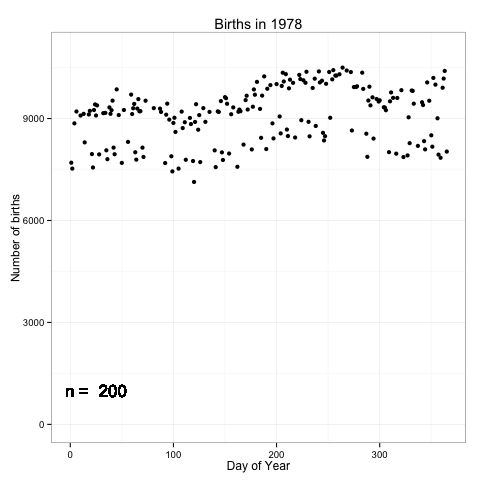 Births in 1978
Number of births
9000
6000
3000
0
n = 200
0 100 200 300
Day of Year